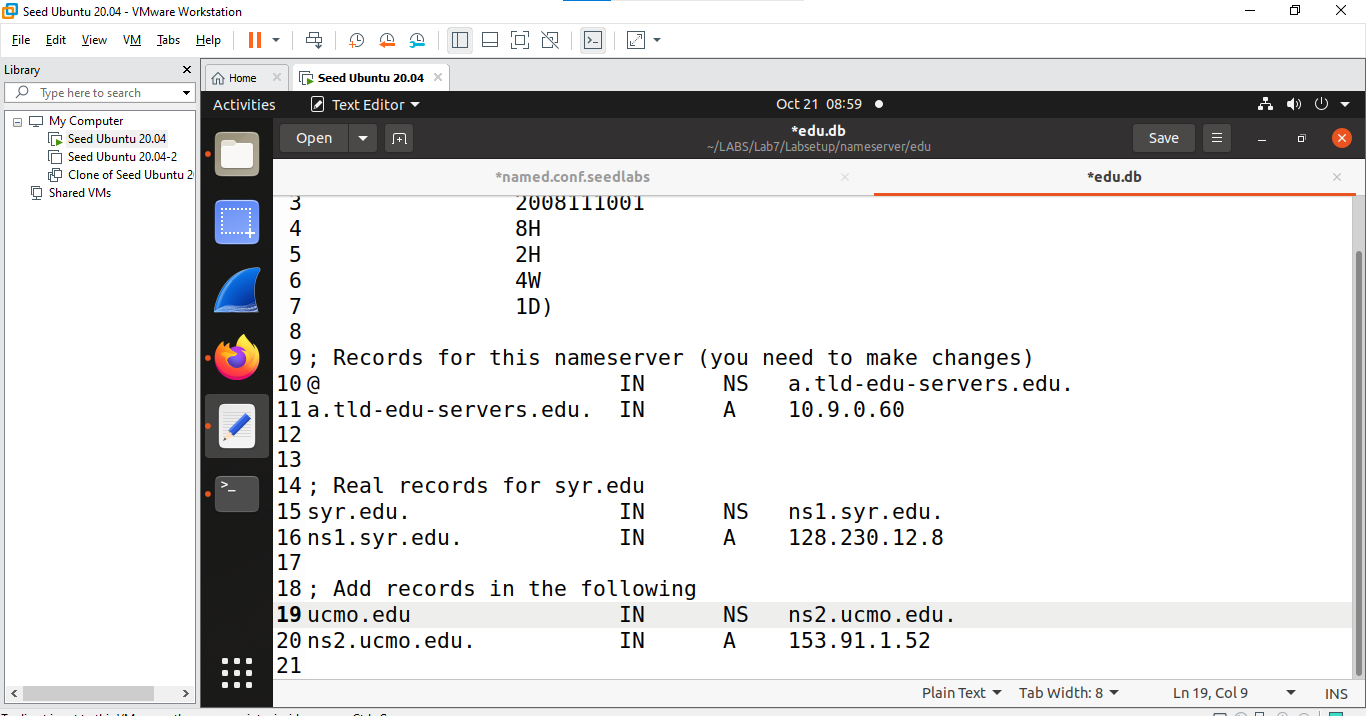 Seed Ubuntu 20.04 - VMware Workstation
File Edit View VM Tabs Help
Library
Type here to search
My Computer
Seed Ubuntu 20.04
Seed Ubuntu 20.04-2
Clone of Seed Ubuntu 2
Shared VMs
Home Seed Ubuntu 20.04
Activities Text Editor Oct 21 08:59
Open *edu.db Save
~/LABS/Lab7/Labsetup/nameserver/edu
*named.conf.seedlabs *edu.db
3 2008111001
4 8H
5 2H
6 4W
7 1D)
8
9 ; Records for this nameserver (you need to make changes)
10 @ IN NS a.tld-edu-servers.edu.
11 a.tld-edu-servers.edu. IN A 10.9.0.60
12
13
14 ; Real records for syr.edu
15 syr.edu. IN NS ns1.syr.edu.
16 ns1.syr.edu. IN A 128.230.12.8
17
18 ; Add records in the following
19 ucmo.edu IN NS ns2.ucmo.edu.
20 ns2.ucmo.edu. IN A 153.91.1.52
21
Plain Text Tab Width: 8 Ln 19, Col 9 INS